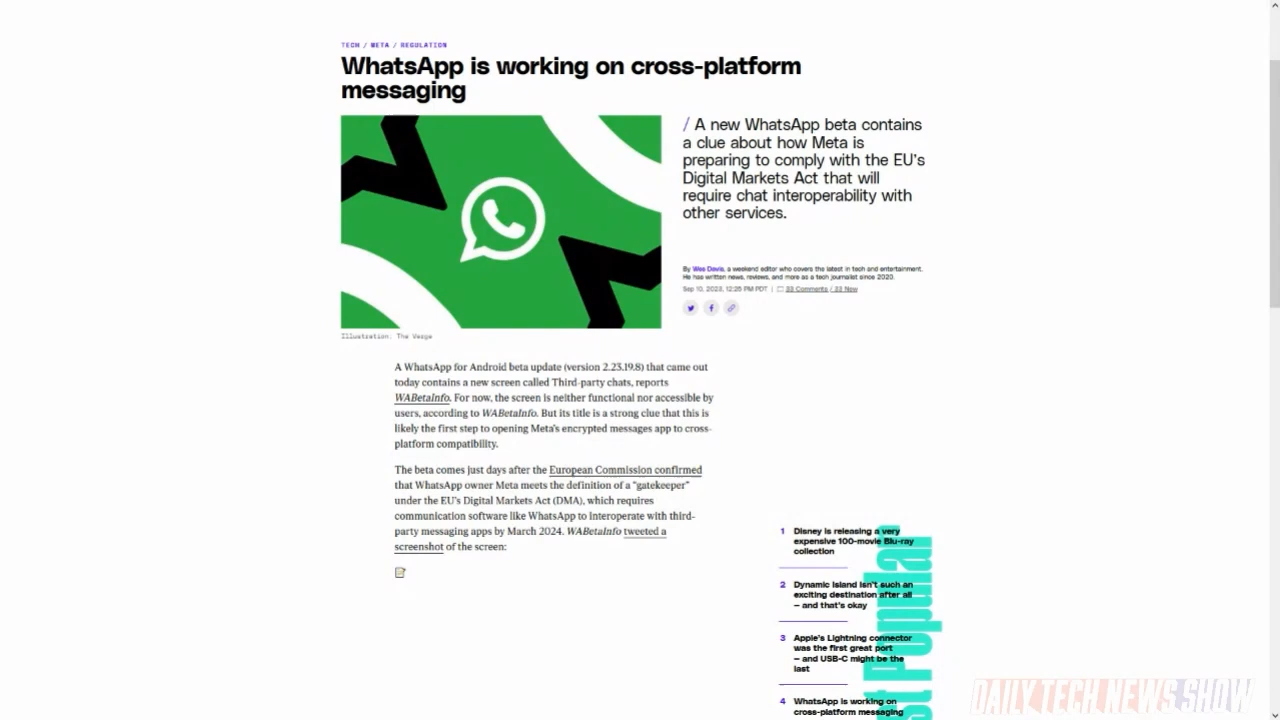 TECH / META / REGULATION
WhatsApp is working on cross-platform
messaging
/ A new WhatsApp beta contains
a clue about how Meta is
preparing to comply with the EU's
Digital Markets Act that will
require chat interoperability with
other services.
By Wes Davis, a weekend editor who covers the latest in tech and entertainment.
He has written news, reviews, and more as a tech journalist since 2020.
Sep 10, 2023, 12:26 PM PDT | 33 Comments / 33 New
Illustration: The Verge
A WhatsApp for Android beta update (version 2.23.19.8) that came out
today contains a new screen called Third-party chats, reports
WABetaInfo. For now, the screen is neither functional nor accessible by
users, according to WABetaInfo. But its title is a strong clue that this is
likely the first step to opening Meta's encrypted messages app to cross-
platform compatibility.
The beta comes just days after the European Commission confirmed
that WhatsApp owner Meta meets the definition of a "gatekeeper"
under the EU's Digital Markets Act (DMA), which requires
communication software like WhatsApp to interoperate with third-
party messaging apps by March 2024. WABetaInfo tweeted a
screenshot of the screen:
1 Disney is releasing a very
expensive 100-movie Blu-ray
collection
2 Dynamic Island isn't such an
exciting destination after all
— and that's okay
3 Apple's Lightning connector
was the first great port
— and USB-C might be the
last
4 WhatsApp is working on
cross-platform messaging
st Popular
DAILY TECH NEWS SHOW